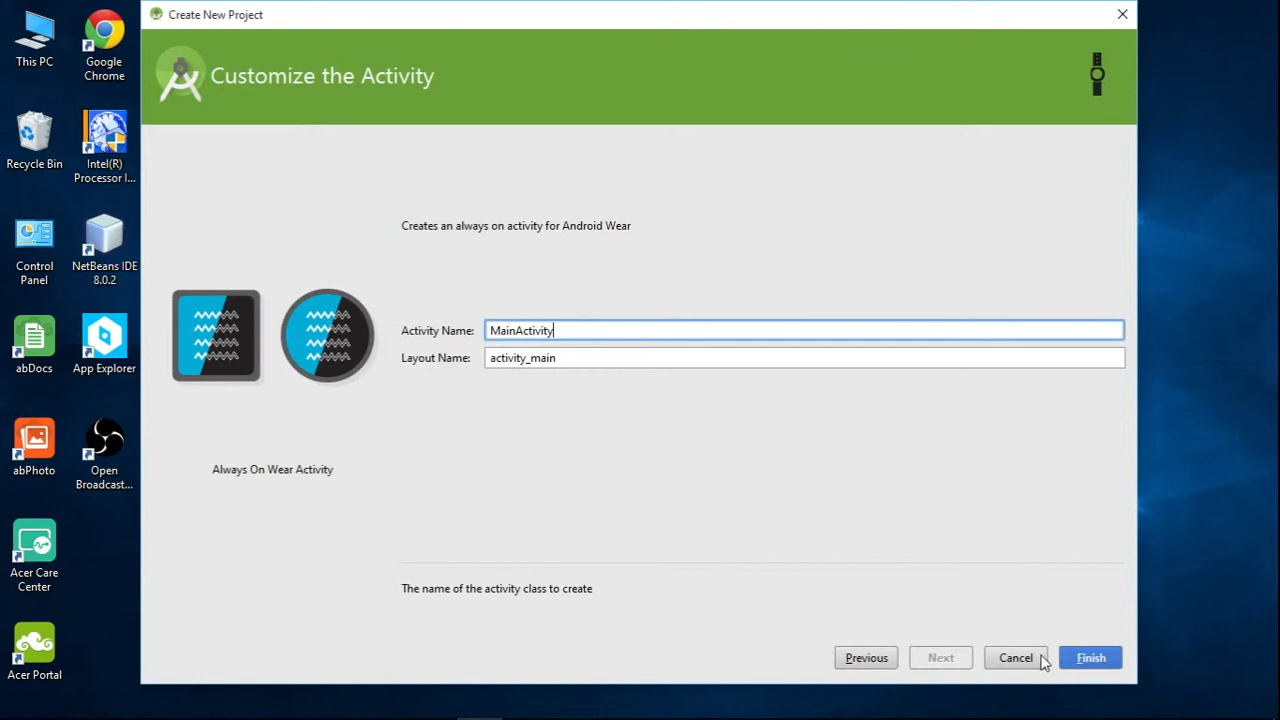 Create New Project
Customize the Activity
This PC
Google
Chrome
Recycle Bin
Intel(R)
Processor I...
Control
Panel
NetBeans IDE
8.0.2
abDocs
App Explorer
abPhoto
Open
Broadcast...
Acer Care
Center
Acer Portal
Creates an always on activity for Android Wear
Activity Name: MainActivity
Layout Name: activity_main
Always On Wear Activity
The name of the activity class to create
Previous
Next
Cancel
Finish